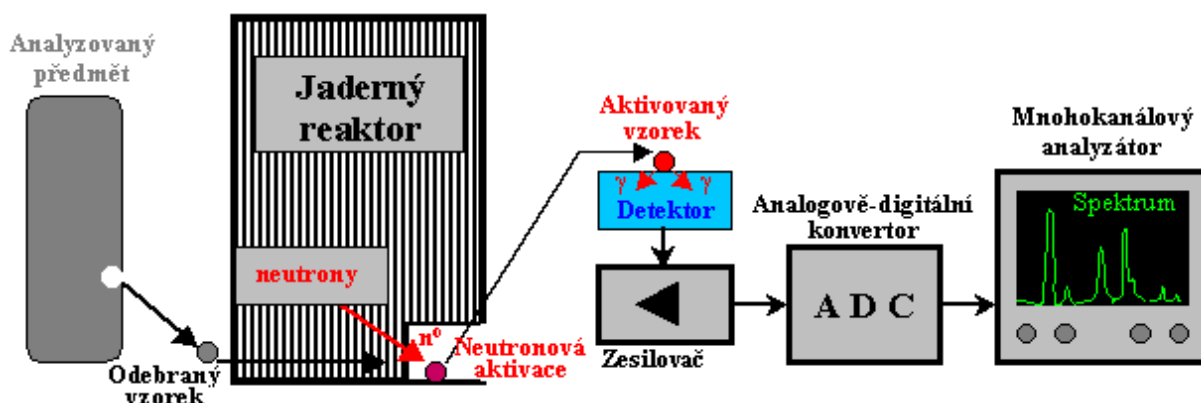 Analyzovaný
předmět
Odebraný
vzorek
Jaderný
reaktor
neutrony
n°
Neutronová
aktivace
Aktivovaný
vzorek
γ γ
Detektor
Zesilovač
Analogově-digitální
konvertor
A D C
Mnohokanálový
analyzátor
Spektrum